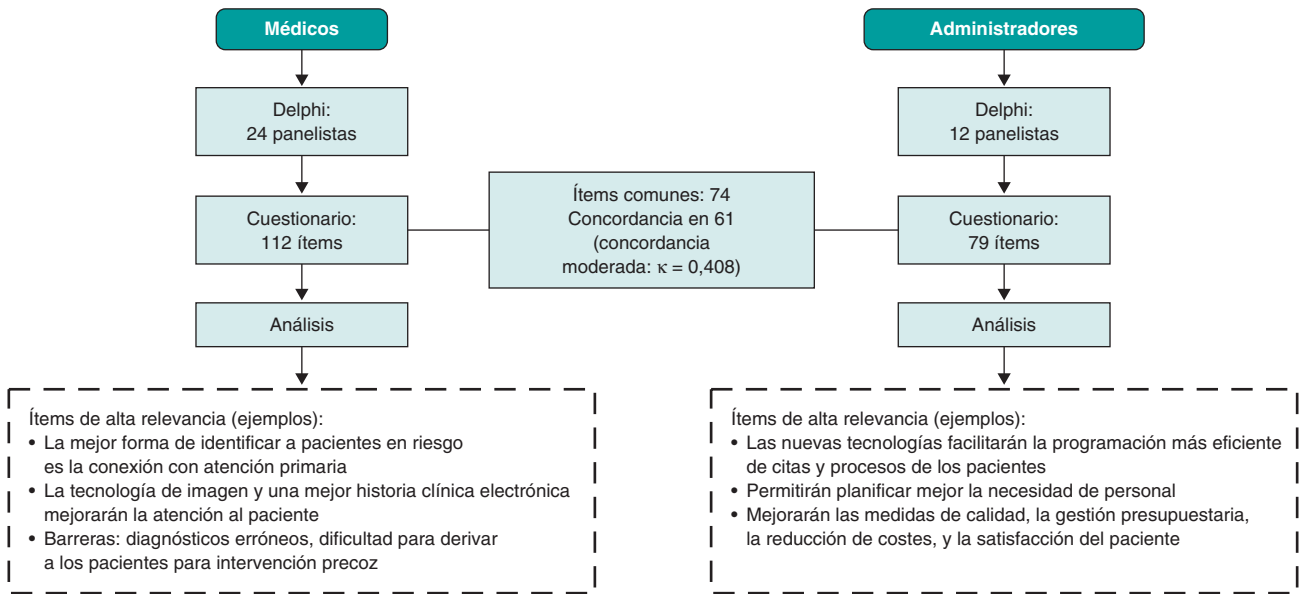 Médicos
Delphi:
24 panelistas
Cuestionario:
112 ítems
Análisis
Ítems de alta relevancia (ejemplos):
• La mejor forma de identificar a pacientes en riesgo
es la conexión con atención primaria
• La tecnología de imagen y una mejor historia clínica electrónica
mejorarán la atención al paciente
• Barreras: diagnósticos erróneos, dificultad para derivar
a los pacientes para intervención precoz
Ítems comunes: 74
Concordancia en 61
(concordancia
moderada: κ = 0,408)
Administradores
Delphi:
12 panelistas
Cuestionario:
79 ítems
Análisis
Ítems de alta relevancia (ejemplos):
• Las nuevas tecnologías facilitarán la programación más eficiente
de citas y procesos de los pacientes
• Permitirán planificar mejor la necesidad de personal
• Mejorarán las medidas de calidad, la gestión presupuestaria,
la reducción de costes, y la satisfacción del paciente